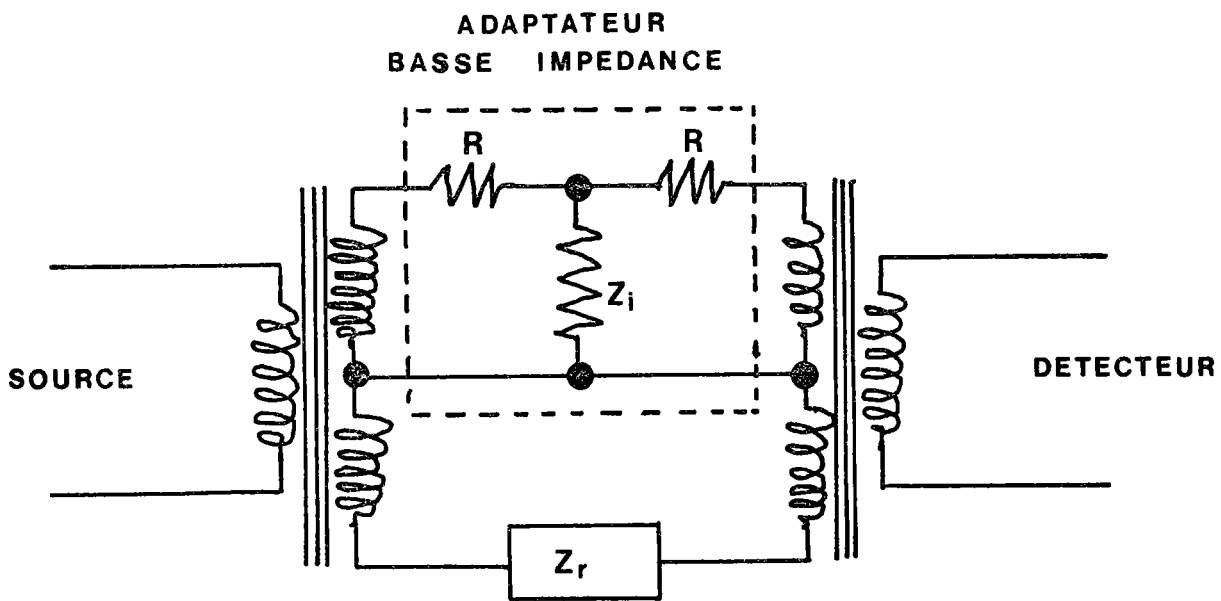 ADAPTATEUR
BASSE IMPEDANCE
R R
Zi
SOURCE
DETECTEUR
Zr